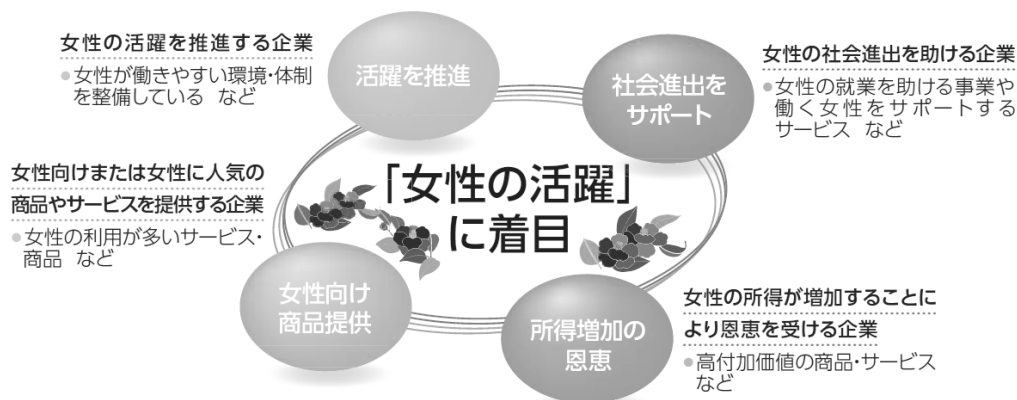 女性の活躍を推進する企業
●女性が働きやすい環境・体制
を整備している など
活躍を推進
社会進出を
サポート
女性の社会進出を助ける企業
●女性の就業を助ける事業や
働く女性をサポートする
サービス など
女性向けまたは女性に人気の
商品やサービスを提供する企業
●女性の利用が多いサービス・
商品 など
「女性の活躍」
に着目
女性向け
商品提供
所得増加の
恩恵
女性の所得が増加することに
より恩恵を受ける企業
●高付加価値の商品・サービス
など